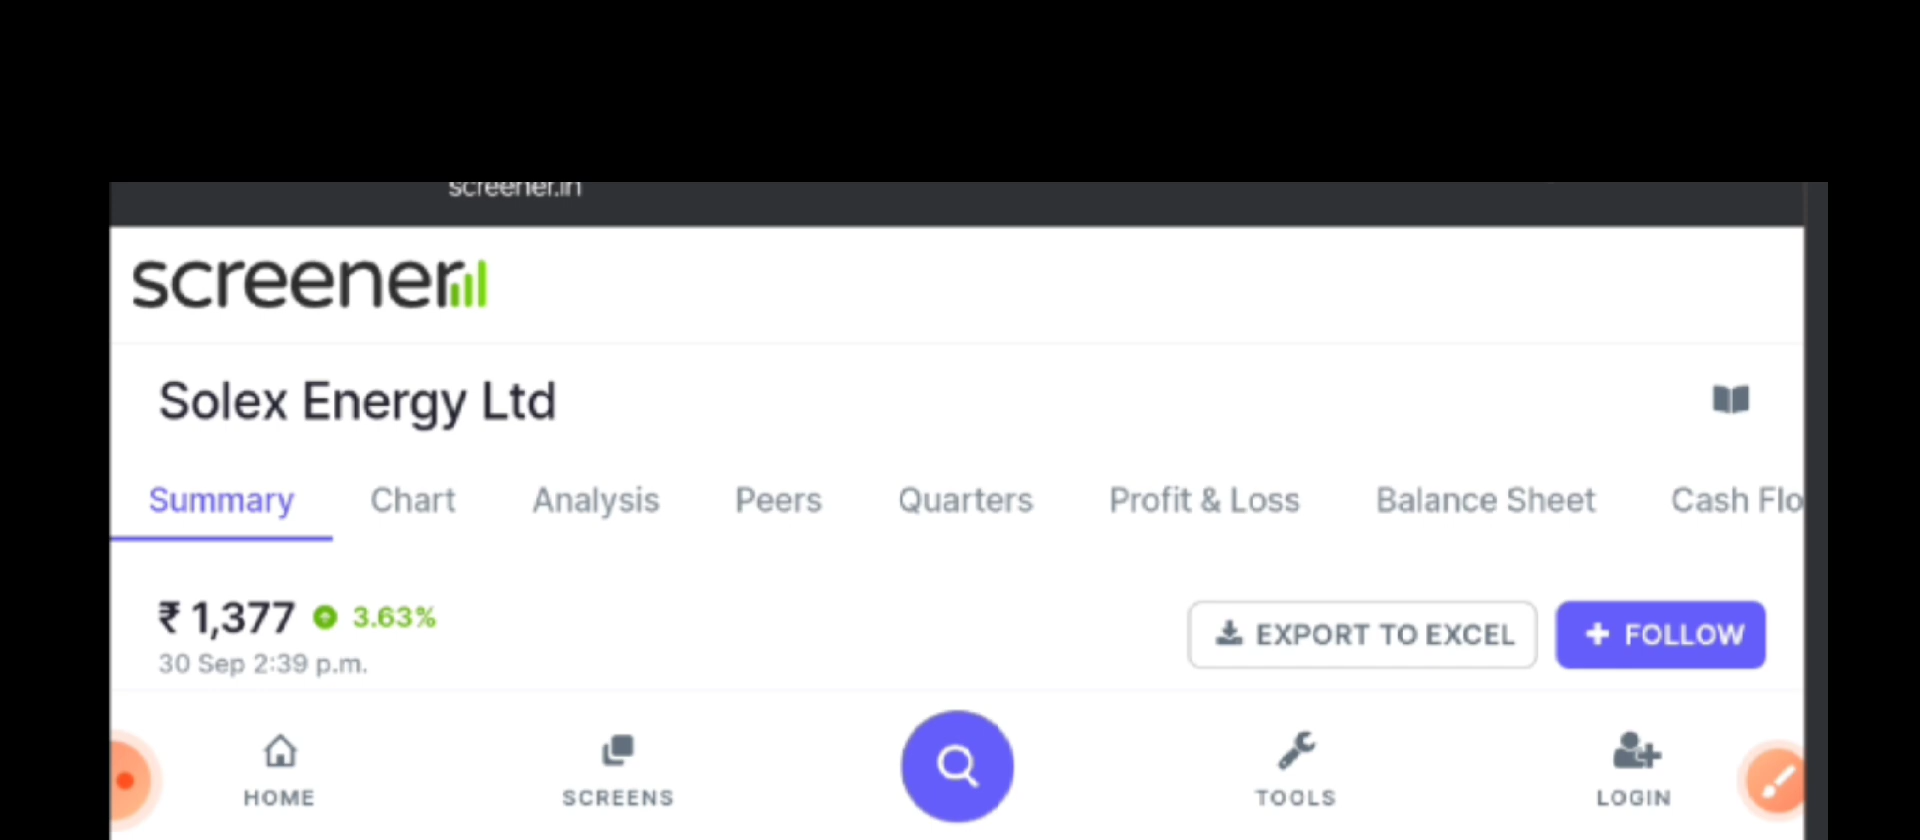 screener.in
screener
Solex Energy Ltd
Summary Chart Analysis Peers Quarters Profit & Loss Balance Sheet Cash Flo
₹ 1,377 3.63%
30 Sep 2:39 p.m.
EXPORT TO EXCEL + FOLLOW
HOME SCREENS TOOLS LOGIN